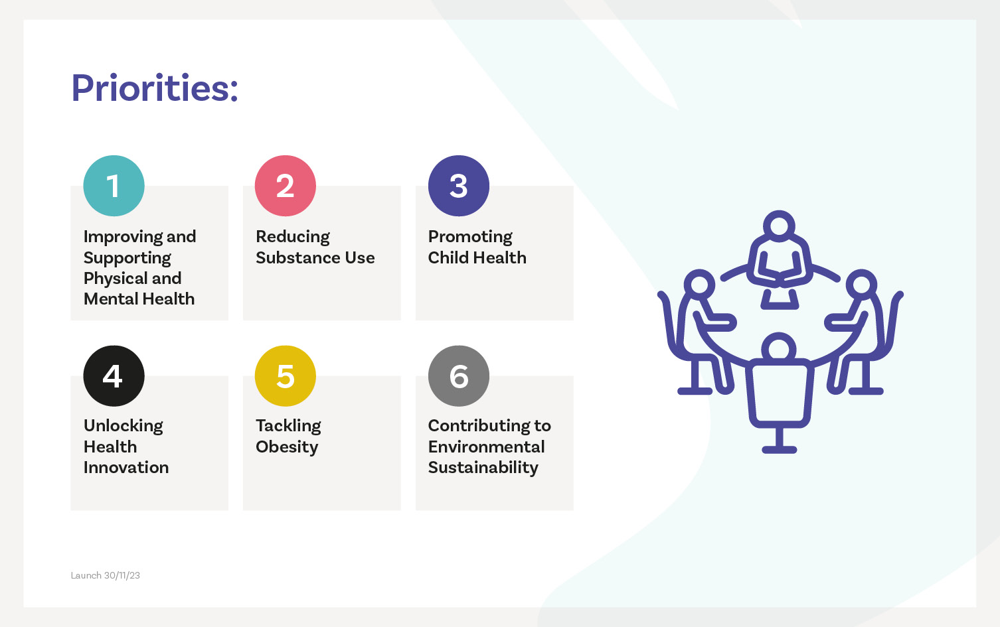 Priorities:
1
Improving and
Supporting
Physical and
Mental Health
2
Reducing
Substance Use
3
Promoting
Child Health
4
Unlocking
Health
Innovation
5
Tackling
Obesity
6
Contributing to
Environmental
Sustainability
Launch 30/11/23